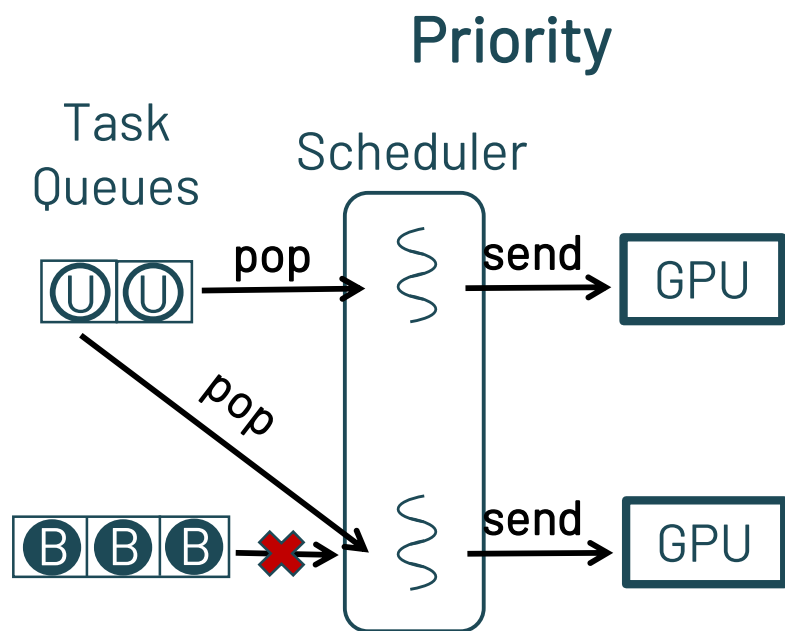 Priority
Task
Queues
Scheduler
pop
send
U U
GPU
pop
send
B B B
GPU